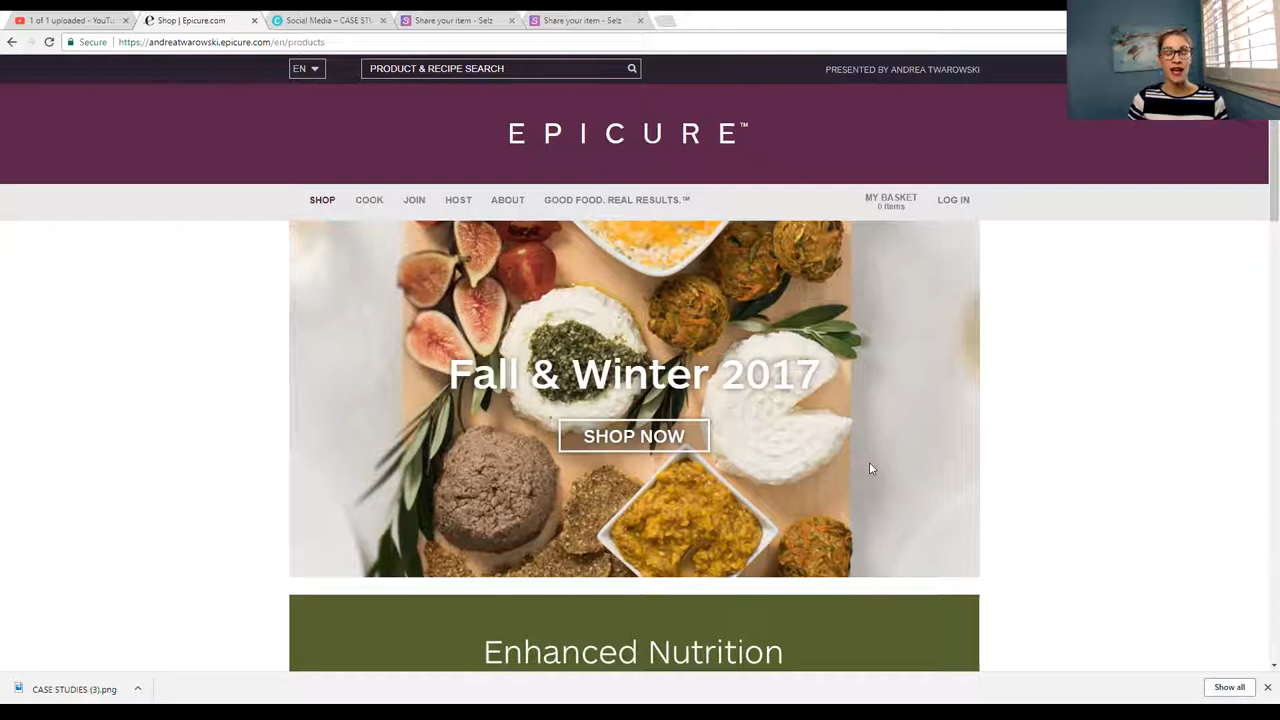 1 of 1 uploaded - YouTu
Shop | Epicure.com
Social Media – CASE STU
Share your item - Selz
Share your item - Selz
Secure
https://andreatwarowski.epicure.com/en/products
EN
PRODUCT & RECIPE SEARCH
PRESENTED BY ANDREA TWAROWSKI
EPICURE™
SHOP
COOK
JOIN
HOST
ABOUT
GOOD FOOD. REAL RESULTS.™
MY BASKET
0 Items
LOG IN
Fall & Winter 2017
SHOP NOW
Enhanced Nutrition
CASE STUDIES (3).png
Show all